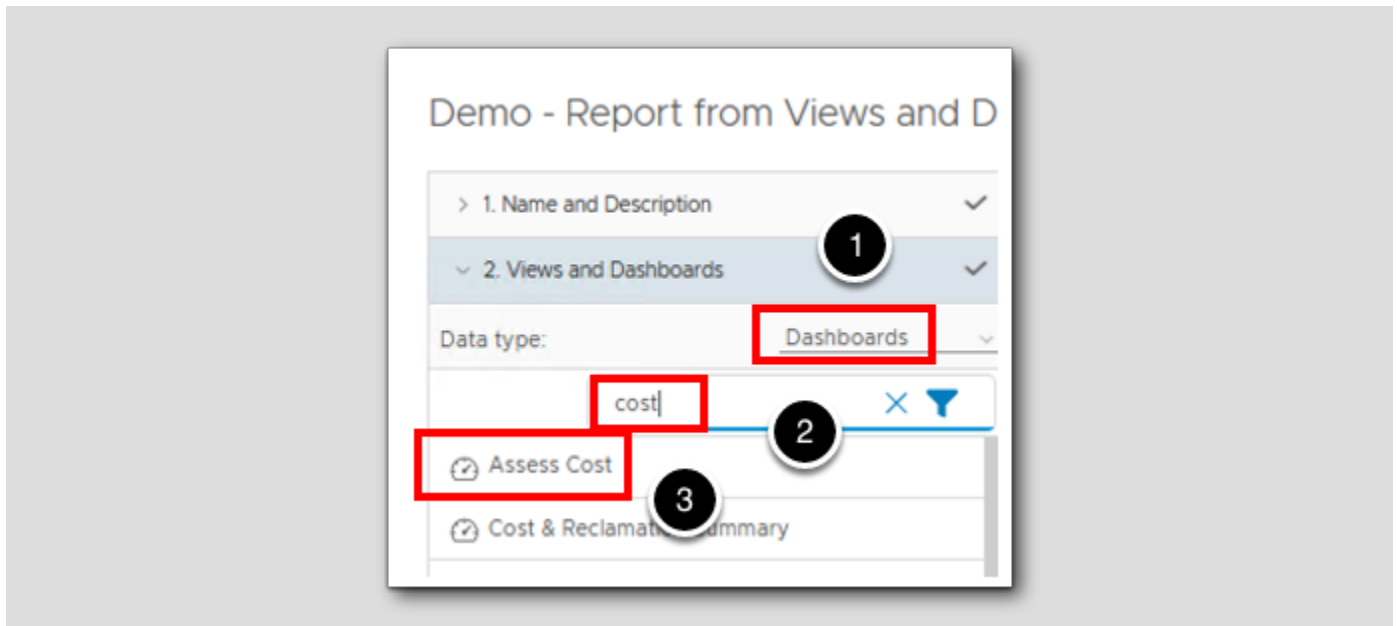 Demo - Report from Views and D
1. Name and Description
1
2. Views and Dashboards
Data type: Dashboards
cost
2
Assess Cost
3
Cost & Reclamat ummary